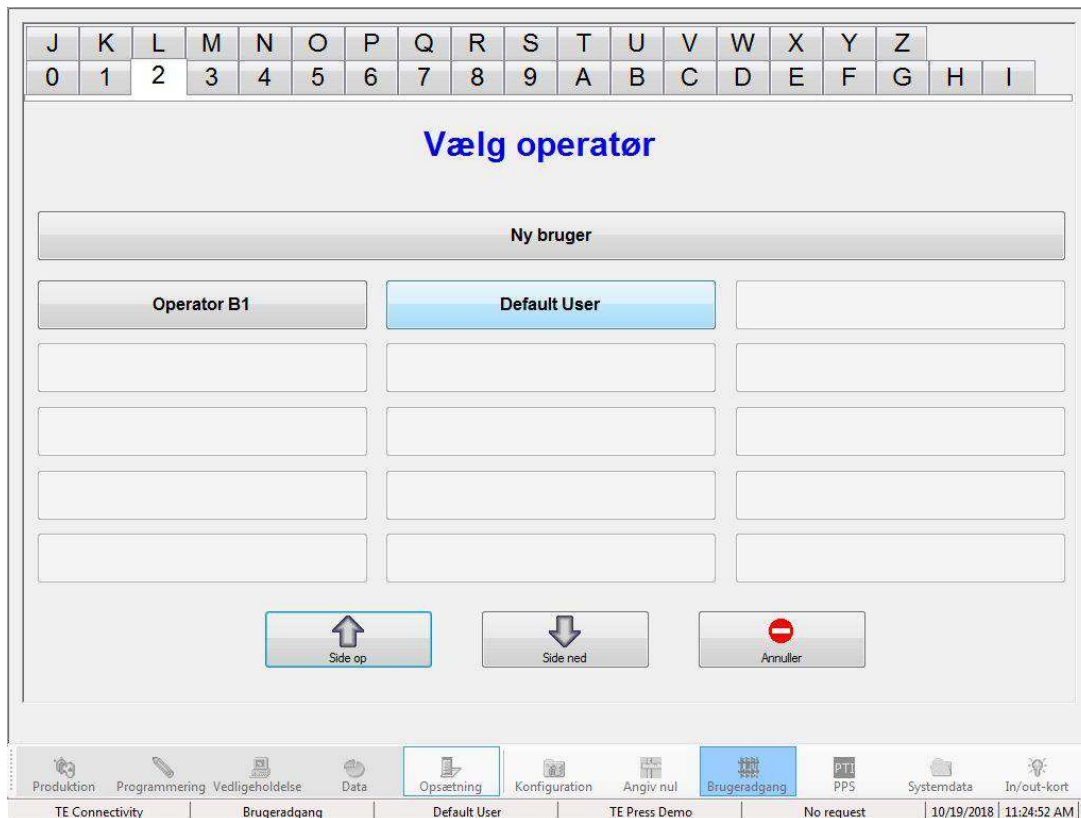 J K L M N O P Q R S T U V W X Y Z
0 1 2 3 4 5 6 7 8 9 A B C D E F G H I
Vælg operatør
Ny bruger
Operator B1 Default User
Side op Side ned Annuller
Produktion Programmering Vedligeholdelse Data Opsætning Konfiguration Angiv nul Brugeradgang PTI PPS Systemdata In/out-kort
TE Connectivity Brugeradgang Default User TE Press Demo No request 10/19/2018 11:24:52 AM